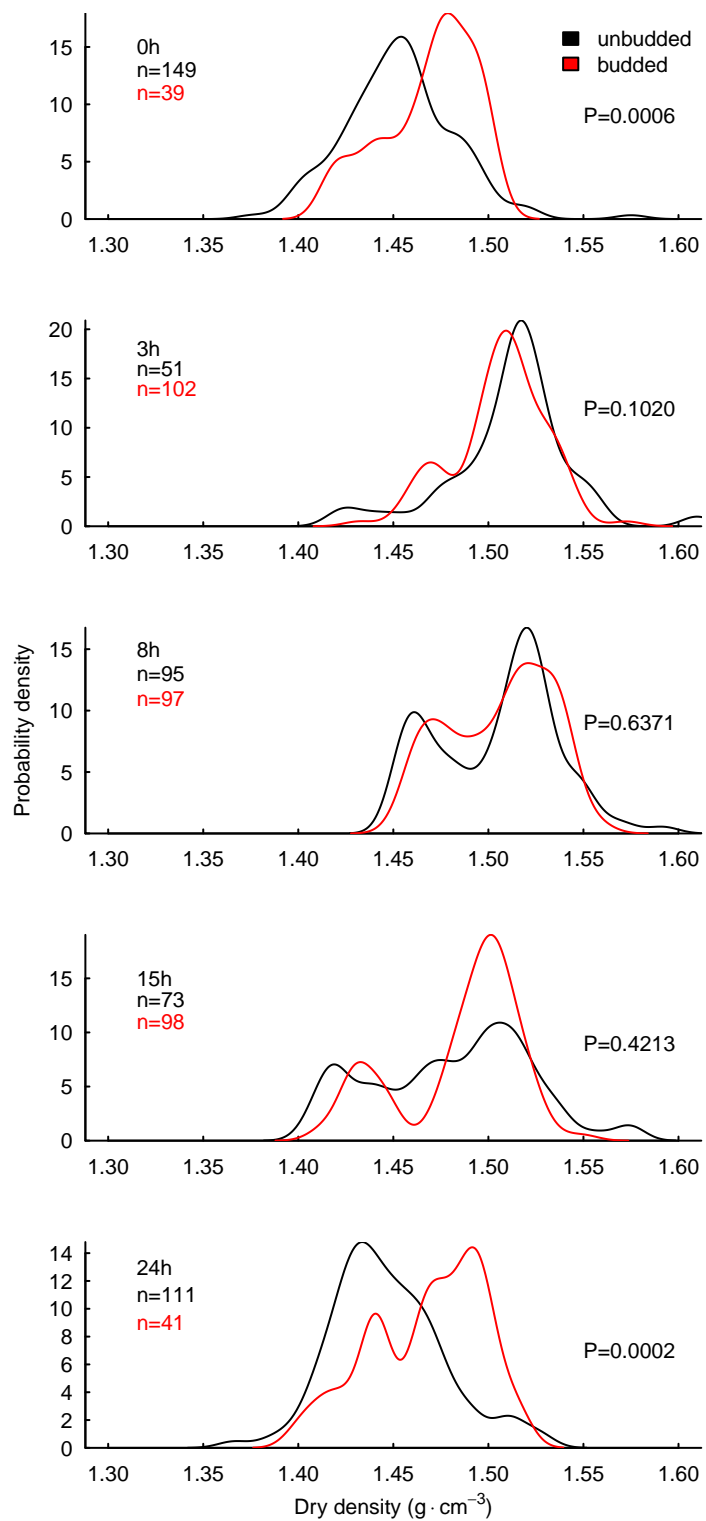 0h
n=149
n=39
unbudded
budded
P=0.0006
15
10
5
0
1.30 1.35 1.40 1.45 1.50 1.55 1.60
3h
n=51
n=102
P=0.1020
20
15
10
5
0
1.30 1.35 1.40 1.45 1.50 1.55 1.60
Probability density
8h
n=95
n=97
P=0.6371
15
10
5
0
1.30 1.35 1.40 1.45 1.50 1.55 1.60
15h
n=73
n=98
P=0.4213
15
10
5
0
1.30 1.35 1.40 1.45 1.50 1.55 1.60
24h
n=111
n=41
P=0.0002
14
12
10
8
6
4
2
0
1.30 1.35 1.40 1.45 1.50 1.55 1.60
Dry density (g · cm⁻³)